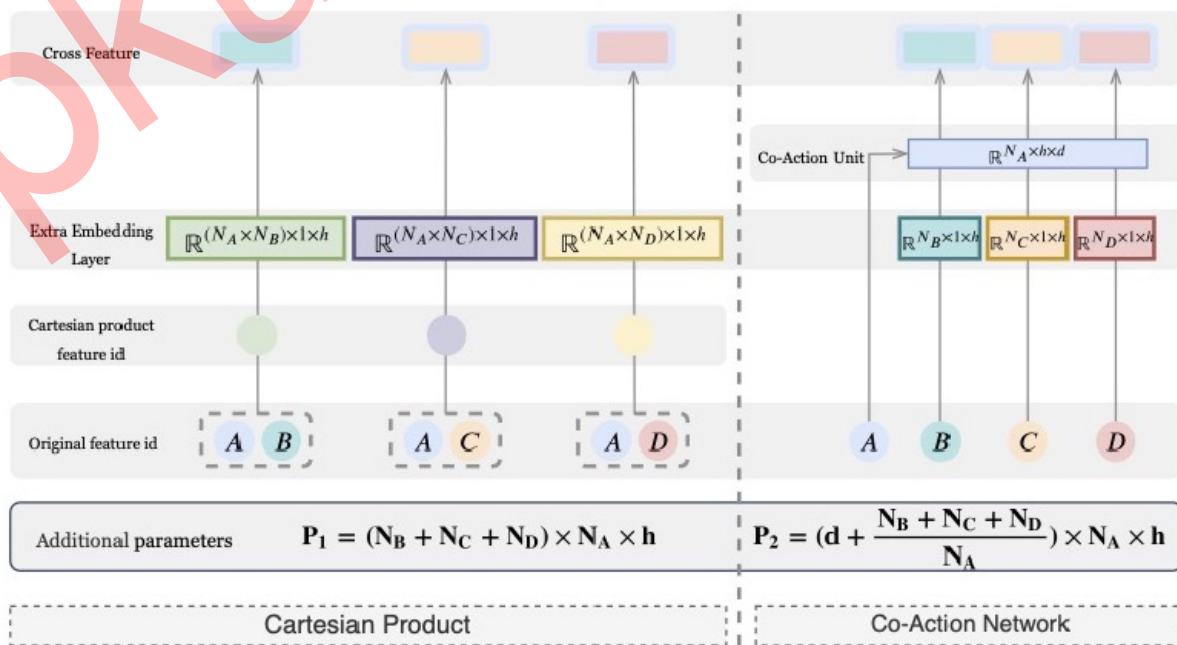 pk
Cross Feature
Co-Action Unit
ℝ^{N_A×h×d}
Extra Embedding
Layer
ℝ^{(N_A×N_B)×1×h} ℝ^{(N_A×N_C)×1×h} ℝ^{(N_A×N_D)×1×h} ℝ^{N_B×1×h} ℝ^{N_C×1×h} ℝ^{N_D×1×h}
Cartesian product
feature id
Original feature id A B A C A D A B C D
Additional parameters P₁ = (N_B + N_C + N_D) × N_A × h P₂ = (d + \frac{N_B + N_C + N_D}{N_A}) × N_A × h
Cartesian Product Co-Action Network